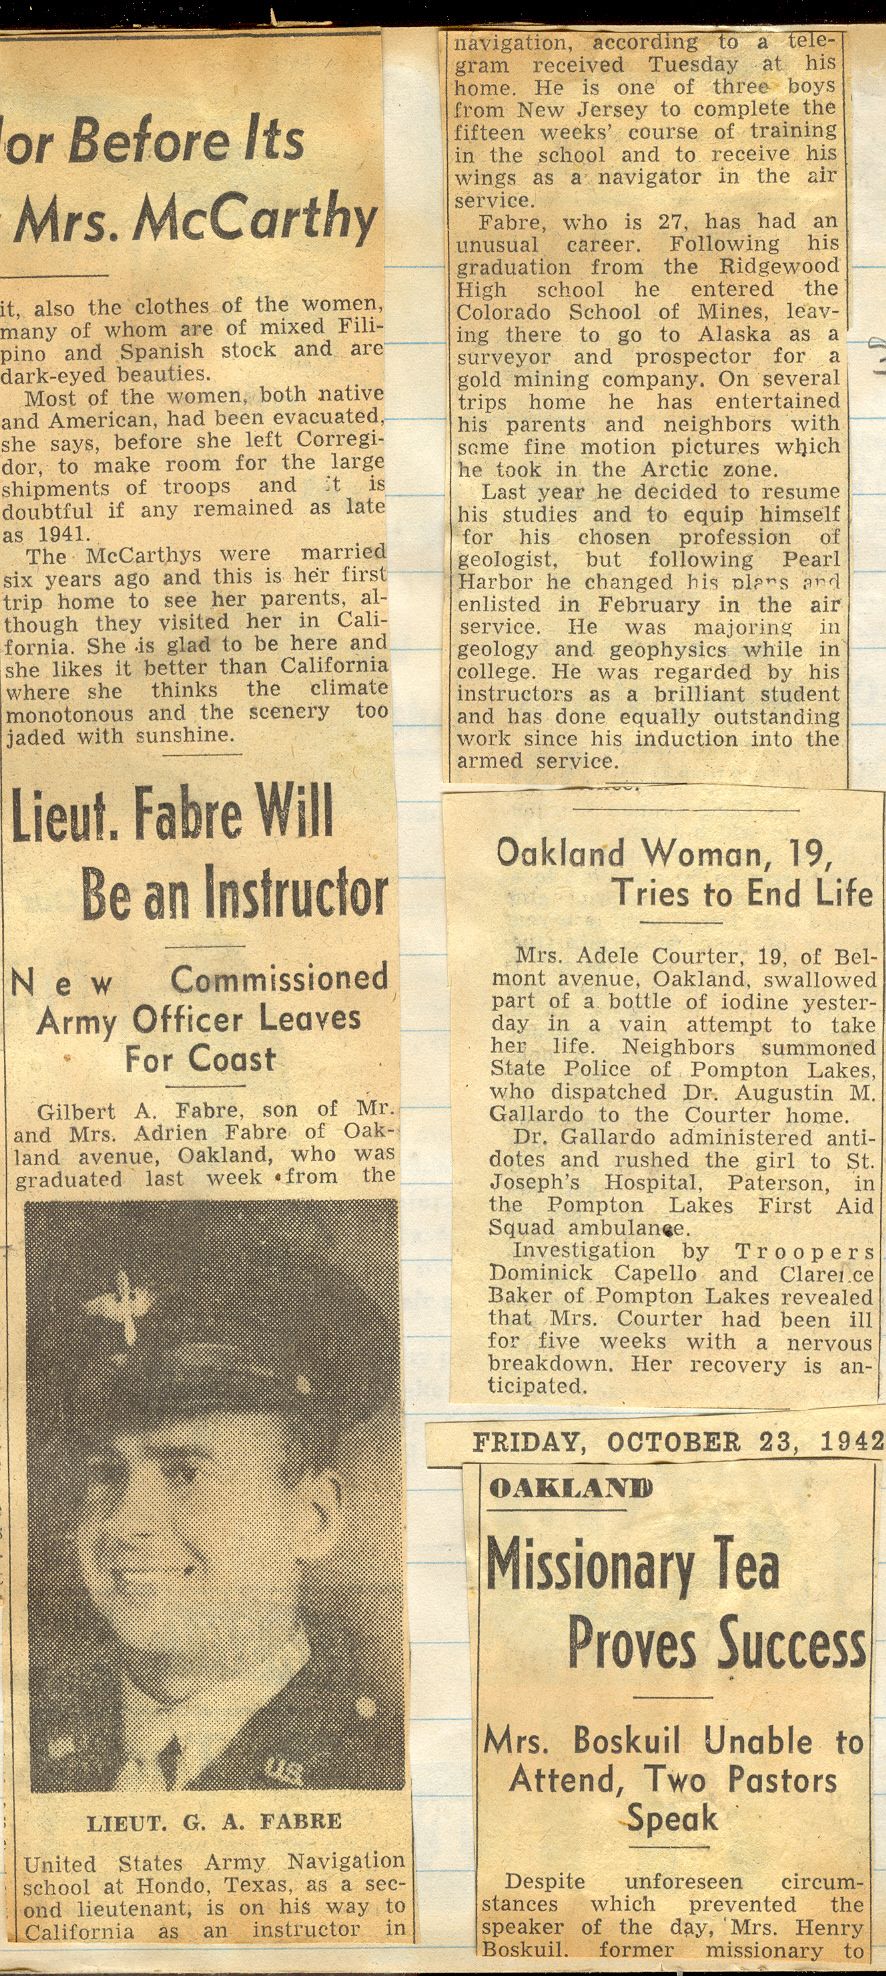 lor Before Its
Mrs. McCarthy
it, also the clothes of the women,
many of whom are of mixed Fili-
pino and Spanish stock and are
dark-eyed beauties.
Most of the women, both native
and American, had been evacuated,
she says, before she left Corregi-
dor, to make room for the large
shipments of troops and it is
doubtful if any remained as late
as 1941.
The McCarthys were married
six years ago and this is her first
trip home to see her parents, al-
though they visited her in Cali-
fornia. She is glad to be here and
she likes it better than California
where she thinks the climate
monotonous and the scenery too
jaded with sunshine.
Lieut. Fabre Will
Be an Instructor
New Commissioned
Army Officer Leaves
For Coast
Gilbert A. Fabre, son of Mr.
and Mrs. Adrien Fabre of Oak-
land avenue, Oakland, who was
graduated last week from the
US
LIEUT. G. A. FABRE
United States Army Navigation
school at Hondo, Texas, as a sec-
ond lieutenant, is on his way to
California as an instructor in
navigation, according to a tele-
gram received Tuesday at his
home. He is one of three boys
from New Jersey to complete the
fifteen weeks' course of training
in the school and to receive his
wings as a navigator in the air
service.
Fabre, who is 27, has had an
unusual career. Following his
graduation from the Ridgewood
High school he entered the
Colorado School of Mines, leav-
ing there to go to Alaska as a
surveyor and prospector for a
gold mining company. On several
trips home he has entertained
his parents and neighbors with
some fine motion pictures which
he took in the Arctic zone.
Last year he decided to resume
his studies and to equip himself
for his chosen profession of
geologist, but following Pearl
Harbor he changed his plans and
enlisted in February in the air
service. He was majoring in
geology and geophysics while in
college. He was regarded by his
instructors as a brilliant student
and has done equally outstanding
work since his induction into the
armed service.
Oakland Woman, 19,
Tries to End Life
Mrs. Adele Courter, 19, of Bel-
mont avenue, Oakland, swallowed
part of a bottle of iodine yester-
day in a vain attempt to take
her life. Neighbors summoned
State Police of Pompton Lakes,
who dispatched Dr. Augustin M.
Gallardo to the Courter home.
Dr. Gallardo administered anti-
dotes and rushed the girl to St.
Joseph's Hospital, Paterson, in
the Pompton Lakes First Aid
Squad ambulance.
Investigation by Troopers
Dominick Capello and Clarence
Baker of Pompton Lakes revealed
that Mrs. Courter had been ill
for five weeks with a nervous
breakdown. Her recovery is an-
ticipated.
FRIDAY, OCTOBER 23, 1942
OAKLAND
Missionary Tea
Proves Success
Mrs. Boskuil Unable to
Attend, Two Pastors
Speak
Despite unforeseen circum-
stances which prevented the
speaker of the day, Mrs. Henry
Boskuil, former missionary to